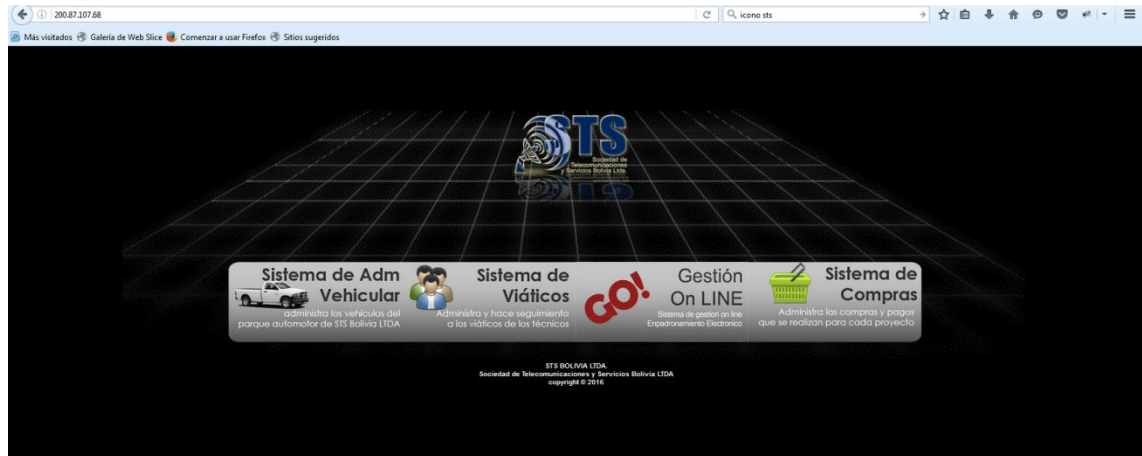 200.87.107.68
icono sts
Más visitados
Galería de Web Slice
Comenzar a usar Firefox
Sitios sugeridos
STS
Sociedad de
Telecomunicaciones
y Servicios Bolivia Ltda.
Sistema de Adm
Vehicular
administra los vehículos del
parque automotor de STS Bolivia LTDA
Sistema de
Viáticos
Administra y hace seguimiento
a los viáticos de los técnicos
GO!
Gestión
On LINE
Sistema de gestion on line
Enpadronamiento Electronico
Sistema de
Compras
Administra las compras y pagos
que se realizan para cada proyecto
STS BOLIVIA LTDA.
Sociedad de Telecomunicaciones y Servicios Bolivia LTDA
copyright © 2016